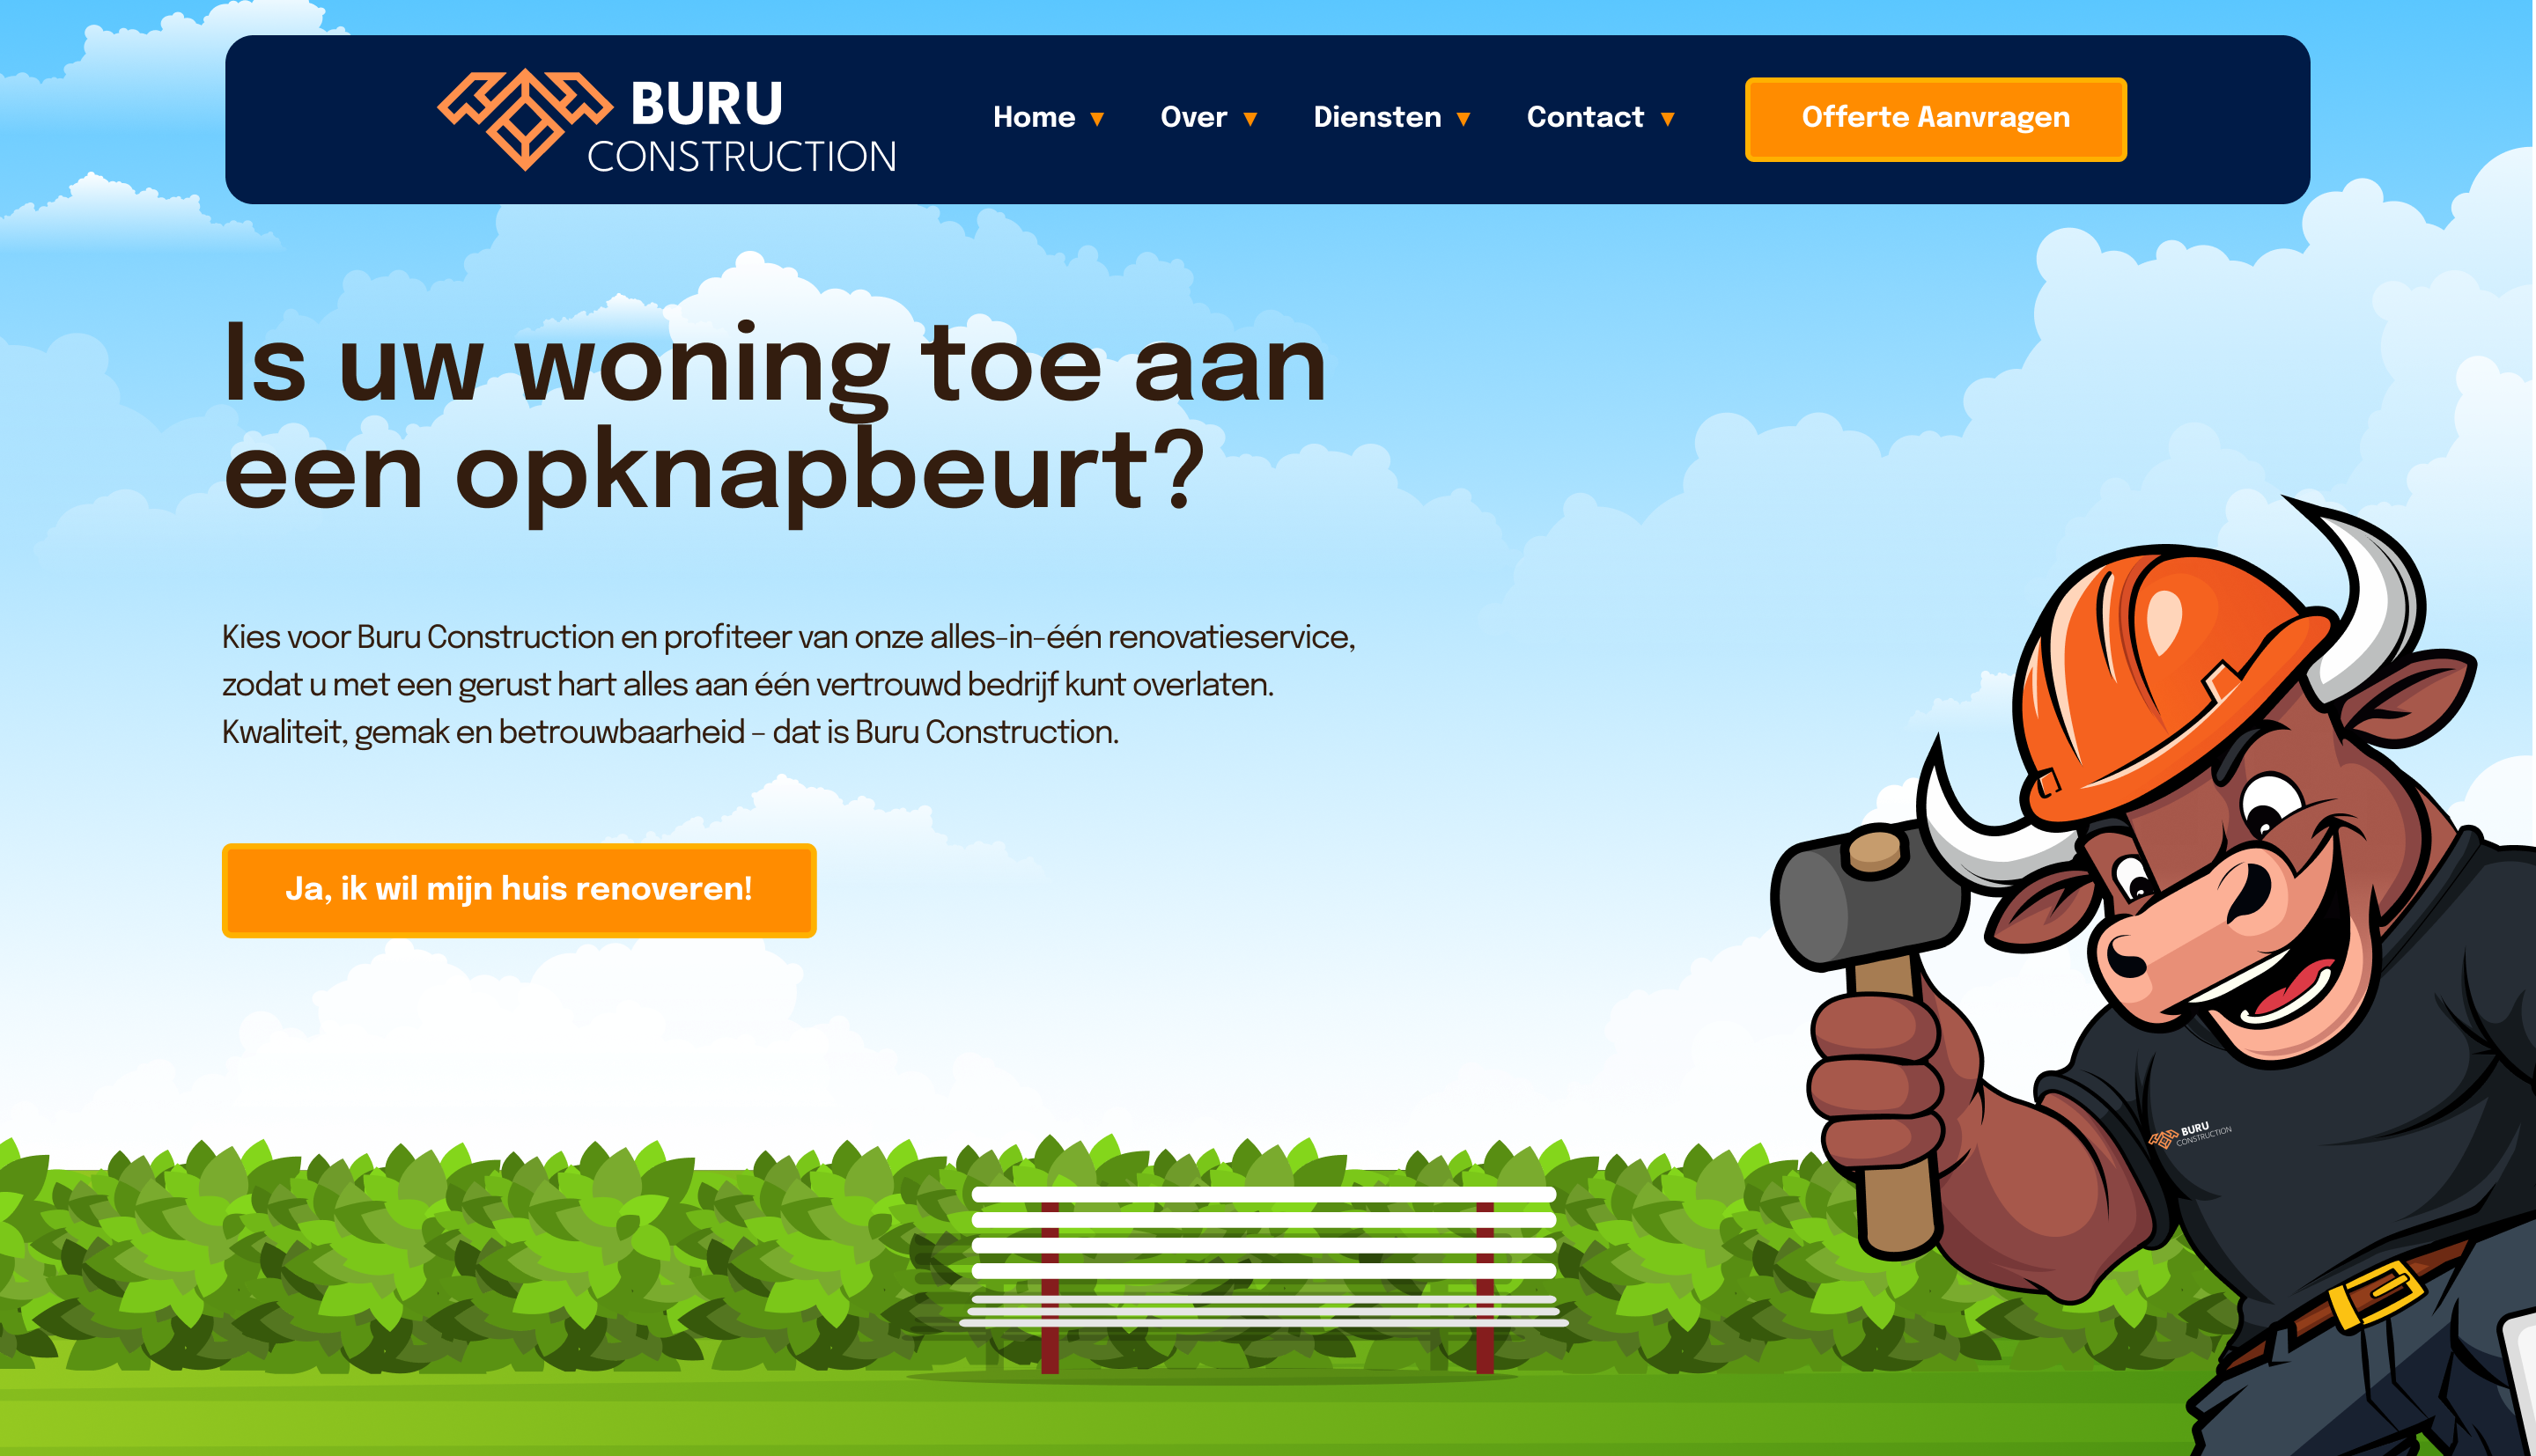 BURU
CONSTRUCTION
Home ▼ Over ▼ Diensten ▼ Contact ▼ Offerte Aanvragen
Is uw woning toe aan
een opknapbeurt?
Kies voor Buru Construction en profiteer van onze alles-in-één renovatieservice,
zodat u met een gerust hart alles aan één vertrouwd bedrijf kunt overlaten.
Kwaliteit, gemak en betrouwbaarheid – dat is Buru Construction.
Ja, ik wil mijn huis renoveren!
BURU
CONSTRUCTION